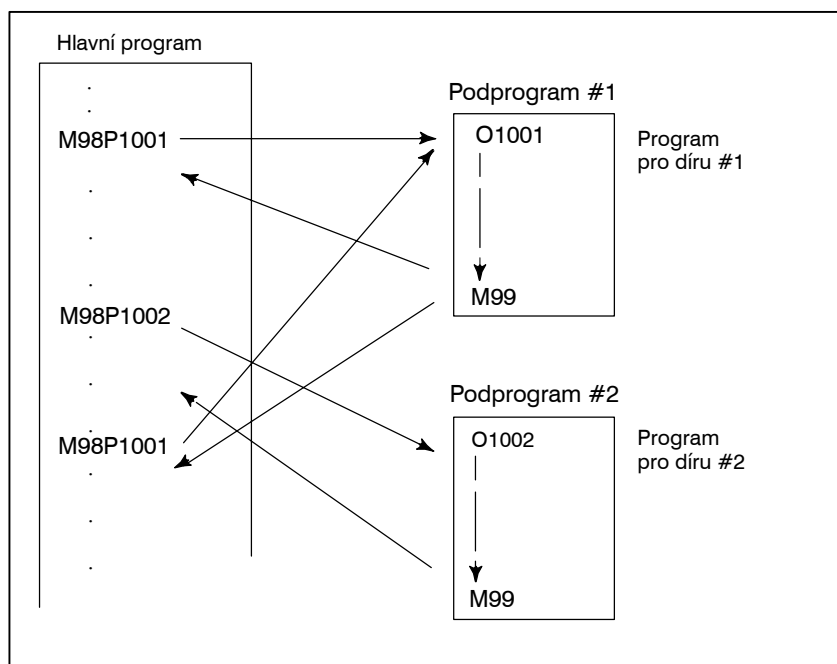 Hlavní program
M98P1001
M98P1002
M98P1001
Podprogram #1
O1001
M99
Program
pro díru #1
Podprogram #2
O1002
M99
Program
pro díru #2